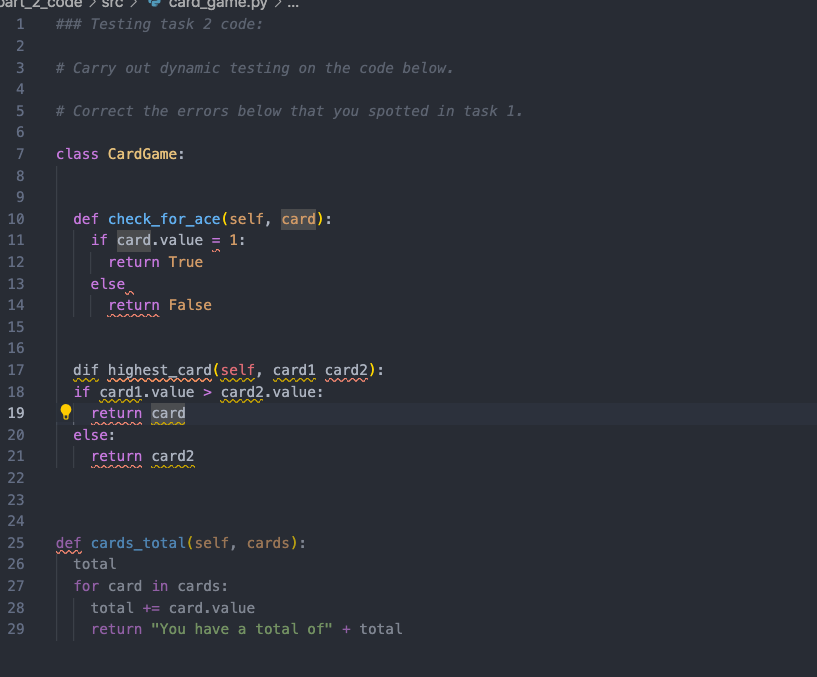 part_2_code > src > card_game.py > ...
1 ### Testing task 2 code:
2
3 # Carry out dynamic testing on the code below.
4
5 # Correct the errors below that you spotted in task 1.
6
7 class CardGame:
8
9
10 def check_for_ace(self, card):
11 if card.value = 1:
12 return True
13 else
14 return False
15
16
17 dif highest_card(self, card1 card2):
18 if card1.value > card2.value:
19 return card
20 else:
21 return card2
22
23
24
25 def cards_total(self, cards):
26 total
27 for card in cards:
28 total += card.value
29 return "You have a total of" + total